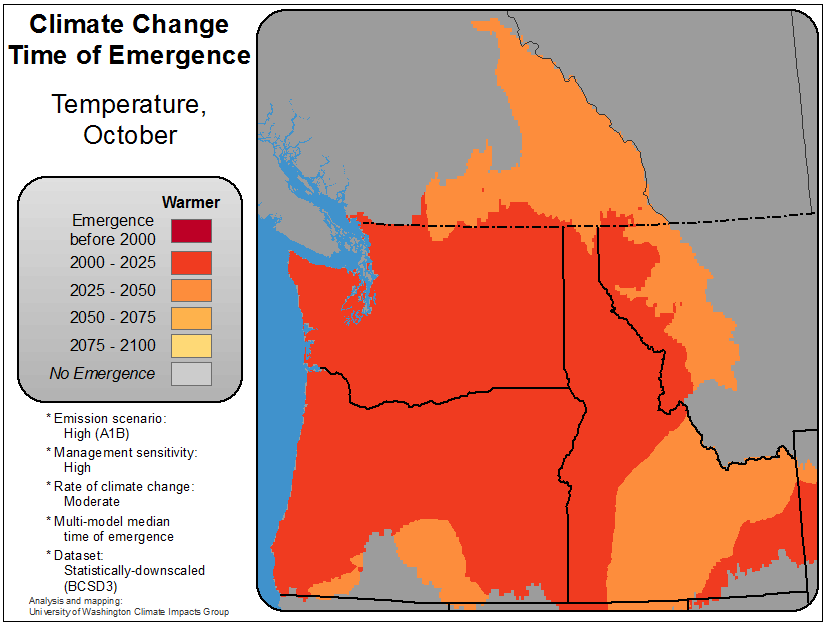 Climate Change
Time of Emergence
Temperature,
October
Warmer
Emergence
before 2000
2000 - 2025
2025 - 2050
2050 - 2075
2075 - 2100
No Emergence
* Emission scenario:
High (A1B)
* Management sensitivity:
High
* Rate of climate change:
Moderate
* Multi-model median
time of emergence
* Dataset:
Statistically-downscaled
(BCSD3)
Analysis and mapping:
University of Washington Climate Impacts Group